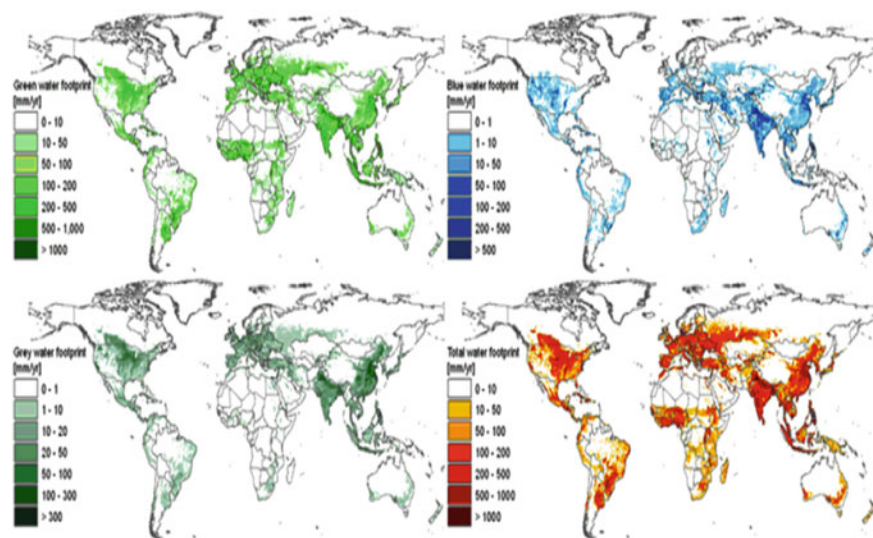 Green water footprint
[mm/yr]
0 - 10
10 - 50
50 - 100
100 - 200
200 - 500
500 - 1,000
> 1000
Blue water footprint
[mm/yr]
0 - 1
1 - 10
10 - 50
50 - 100
100 - 200
200 - 500
> 500
Grey water footprint
[mm/yr]
0 - 1
1 - 10
10 - 20
20 - 50
50 - 100
100 - 300
> 300
Total water footprint
[mm/yr]
0 - 10
10 - 50
50 - 100
100 - 200
200 - 500
500 - 1000
> 1000